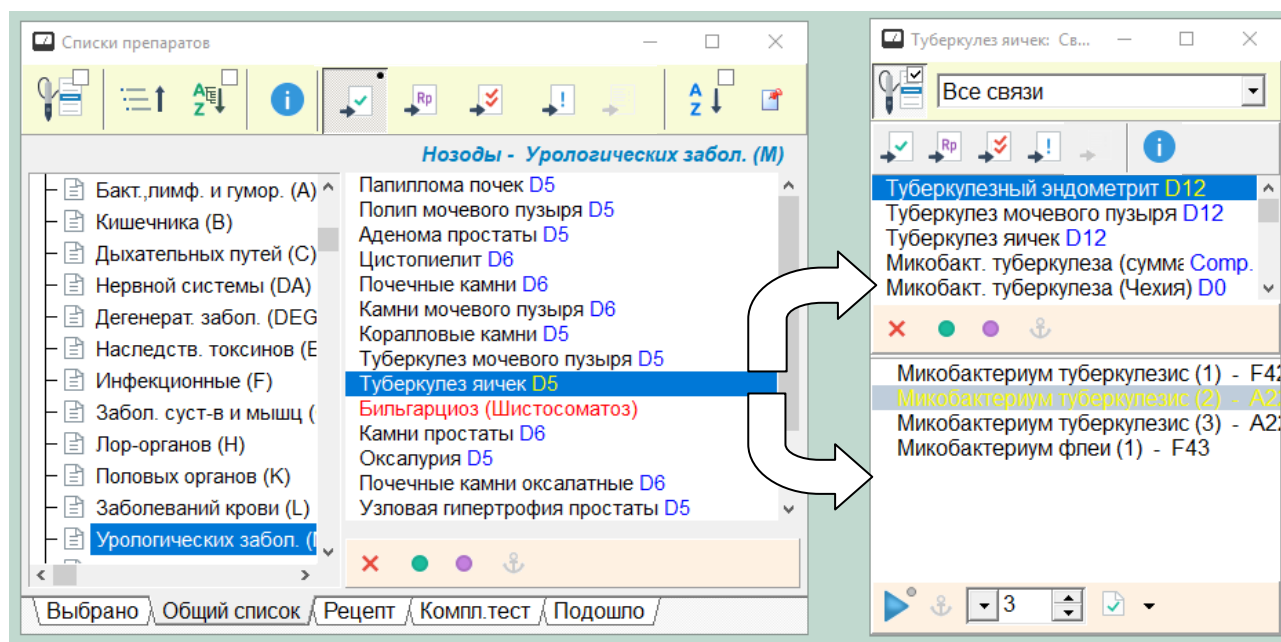 Списки препаратов
A
Z
i
Rp
!
A
Z
Нозоды - Урологических забол. (М)
Бакт.,лимф. и гумор. (А)
Кишечника (В)
Дыхательных путей (С)
Нервной системы (DA)
Дегенерат. забол. (DEG
Наследств. токсинов (E
Инфекционные (F)
Забол. суст-в и мышц (
Лор-органов (H)
Половых органов (K)
Заболеваний крови (L)
Урологических забол. (
Папиллома почек D5
Полип мочевого пузыря D5
Аденома простаты D5
Цистопиелит D6
Почечные камни D6
Камни мочевого пузыря D6
Коралловые камни D5
Туберкулез мочевого пузыря D5
Туберкулез яичек D5
Бильгарциоз (Шистосоматоз)
Камни простаты D6
Оксалурия D5
Почечные камни оксалатные D6
Узловая гипертрофия простаты D5
Выбрано
Общий список
Рецепт
Компл.тест
Подошло
Туберкулез яичек: Св...
Все связи
Rp
!
i
Туберкулезный эндометрит D12
Туберкулез мочевого пузыря D12
Туберкулез яичек D12
Микобакт. туберкулеза (сумма Comp.
Микобакт. туберкулеза (Чехия) D0
Микобактериум туберкулезис (1) - F42
Микобактериум туберкулезис (2) - A2
Микобактериум туберкулезис (3) - A22
Микобактериум флеи (1) - F43
3